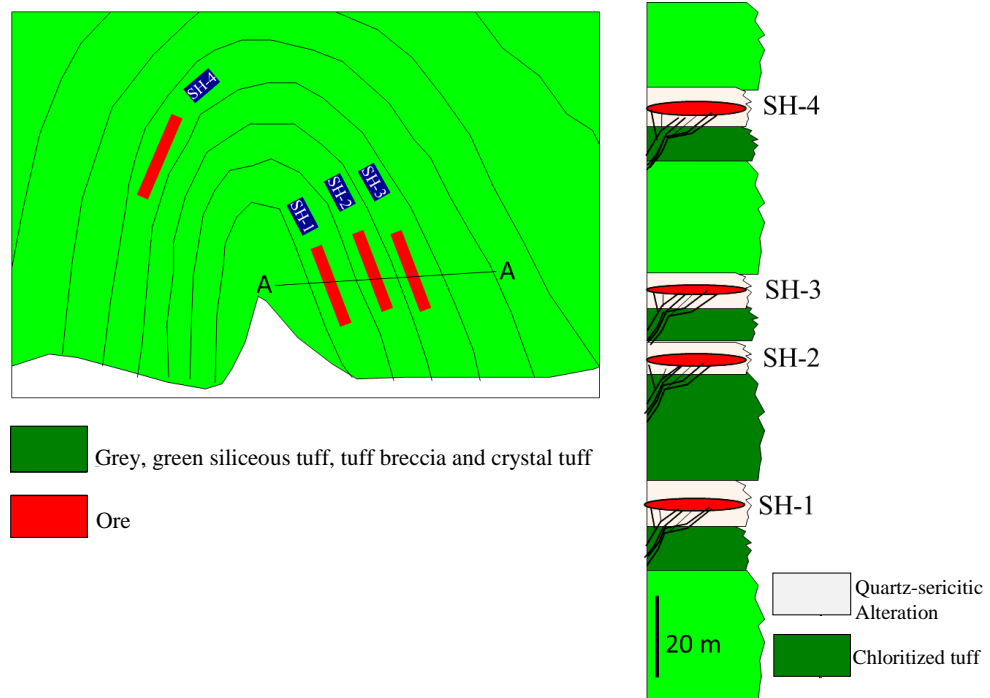 SH-4
SH-3
SH-2
SH-1
A
A
Grey, green siliceous tuff, tuff breccia and crystal tuff
Ore
SH-4
SH-3
SH-2
SH-1
20 m
Quartz-sericitic
Alteration
Chloritized tuff